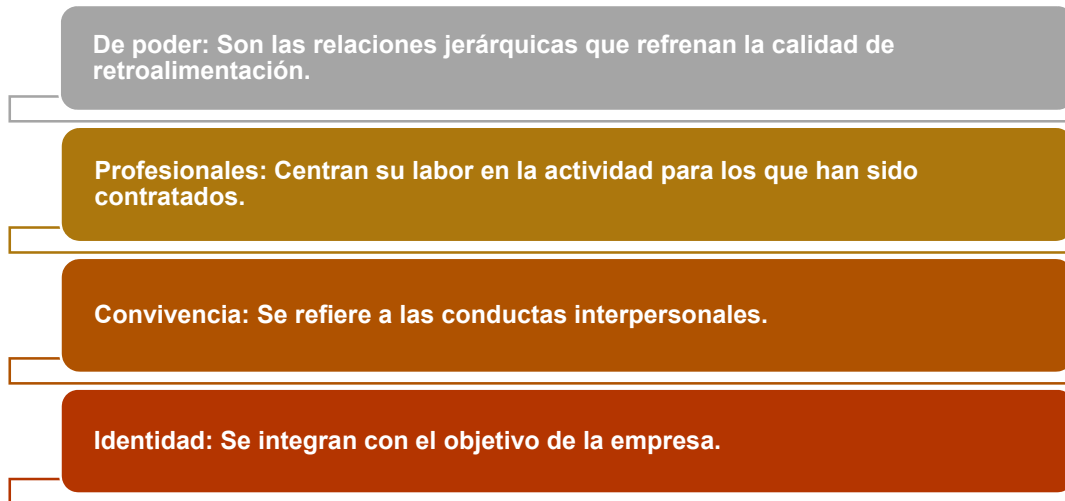 De poder: Son las relaciones jerárquicas que refrenan la calidad de
retroalimentación.
Profesionales: Centran su labor en la actividad para los que han sido
contratados.
Convivencia: Se refiere a las conductas interpersonales.
Identidad: Se integran con el objetivo de la empresa.